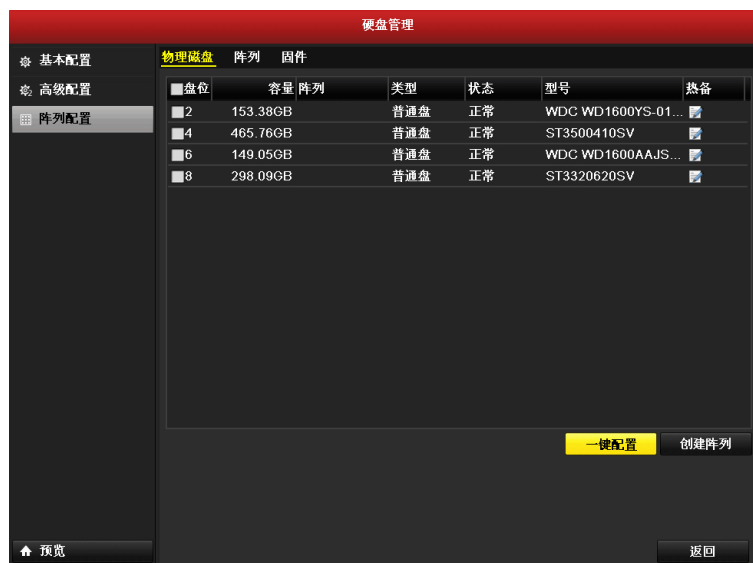 硬盘管理
基本配置
高级配置
阵列配置
物理磁盘 阵列 固件
盘位 容量 阵列 类型 状态 型号 热备
2 153.38GB 普通盘 正常 WDC WD1600YS-01...
4 465.76GB 普通盘 正常 ST3500410SV
6 149.05GB 普通盘 正常 WDC WD1600AAJS...
8 298.09GB 普通盘 正常 ST3320620SV
一键配置 创建阵列
预览 返回